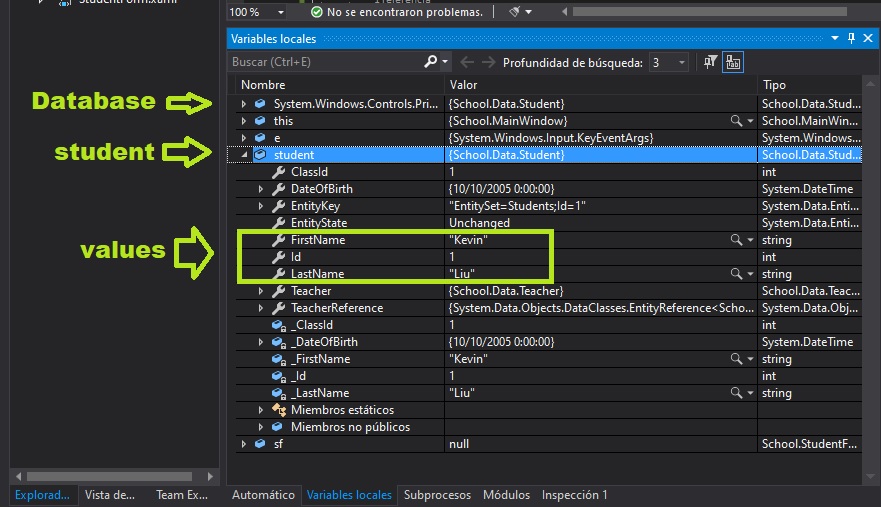 StudentForm.xaml
1 referencia
100 % No se encontraron problemas.
Variables locales
Buscar (Ctrl+E) Profundidad de búsqueda: 3
Nombre Valor Tipo
Database System.Windows.Controls.Pri... {School.Data.Student} School.Data.Stud...
this {School.MainWindow} School.MainWin...
e {System.Windows.Input.KeyEventArgs} System.Windows...
student student {School.Data.Student} School.Data.Stud...
ClassId 1 int
DateOfBirth {10/10/2005 0:00:00} System.DateTime
EntityKey "EntitySet=Students;Id=1" System.Data.Enti...
EntityState Unchanged System.Data.Enti...
FirstName "Kevin" string
values Id 1 int
LastName "Liu" string
Teacher {School.Data.Teacher} School.Data.Teac...
TeacherReference {System.Data.Objects.DataClasses.EntityReference<Scho... System.Data.Obj...
_ClassId 1 int
_DateOfBirth {10/10/2005 0:00:00} System.DateTime
_FirstName "Kevin" string
_Id 1 int
_LastName "Liu" string
Miembros estáticos
Miembros no públicos
sf null School.StudentF...
Explorad... Vista de... Team Ex... Automático Variables locales Subprocesos Módulos Inspección 1